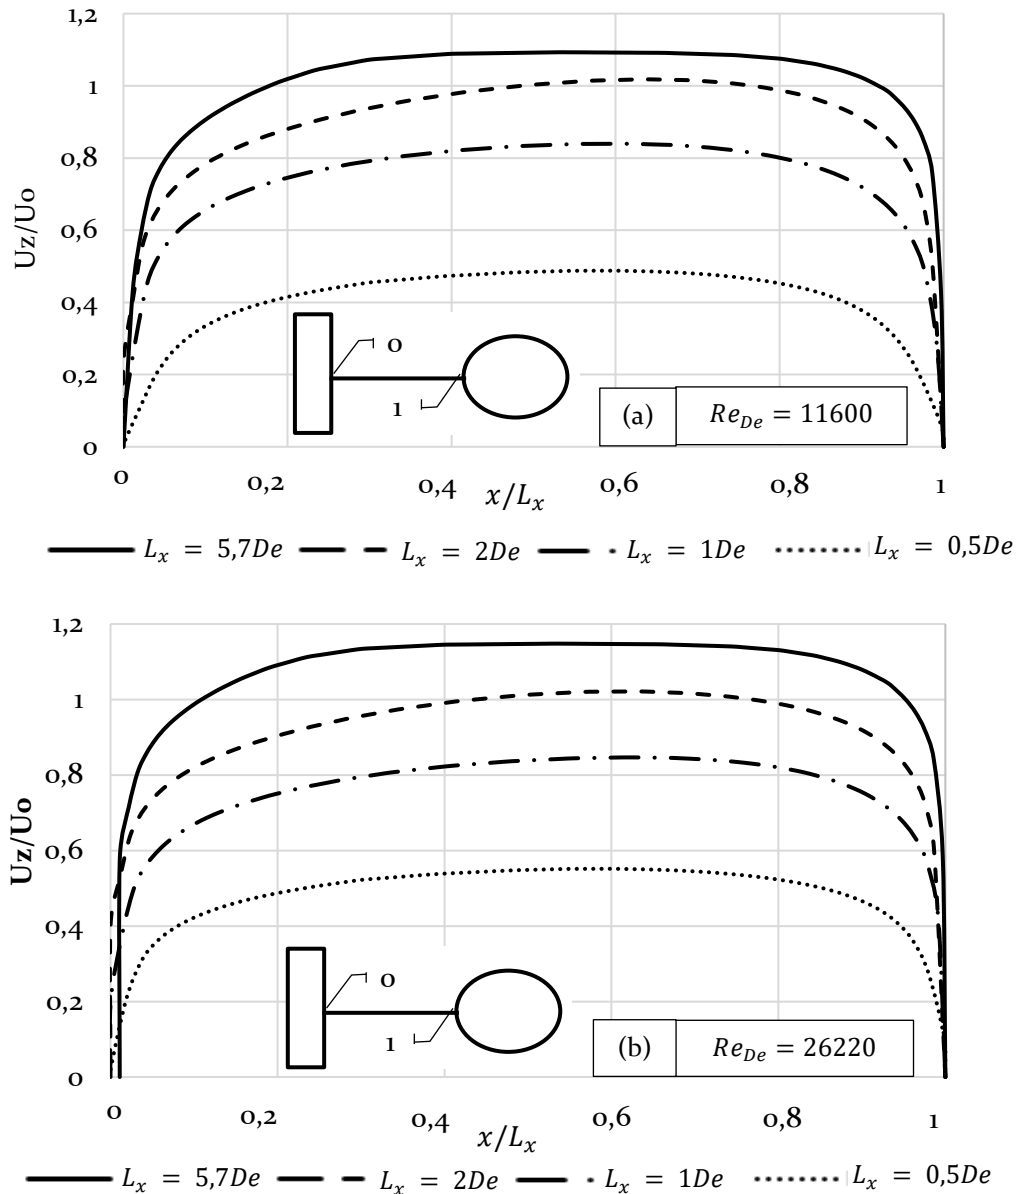 1,2
1
0,8
0,6
0,4
0,2
0
Uz/Uo
0
1
(a)
Re_{De} = 11600
0 0,2 0,4 0,6 0,8 1
x/L_x
L_x = 5,7De L_x = 2De L_x = 1De L_x = 0,5De
1,2
1
0,8
0,6
0,4
0,2
0
Uz/Uo
0
1
(b)
Re_{De} = 26220
0 0,2 0,4 0,6 0,8 1
x/L_x
L_x = 5,7De L_x = 2De L_x = 1De L_x = 0,5De